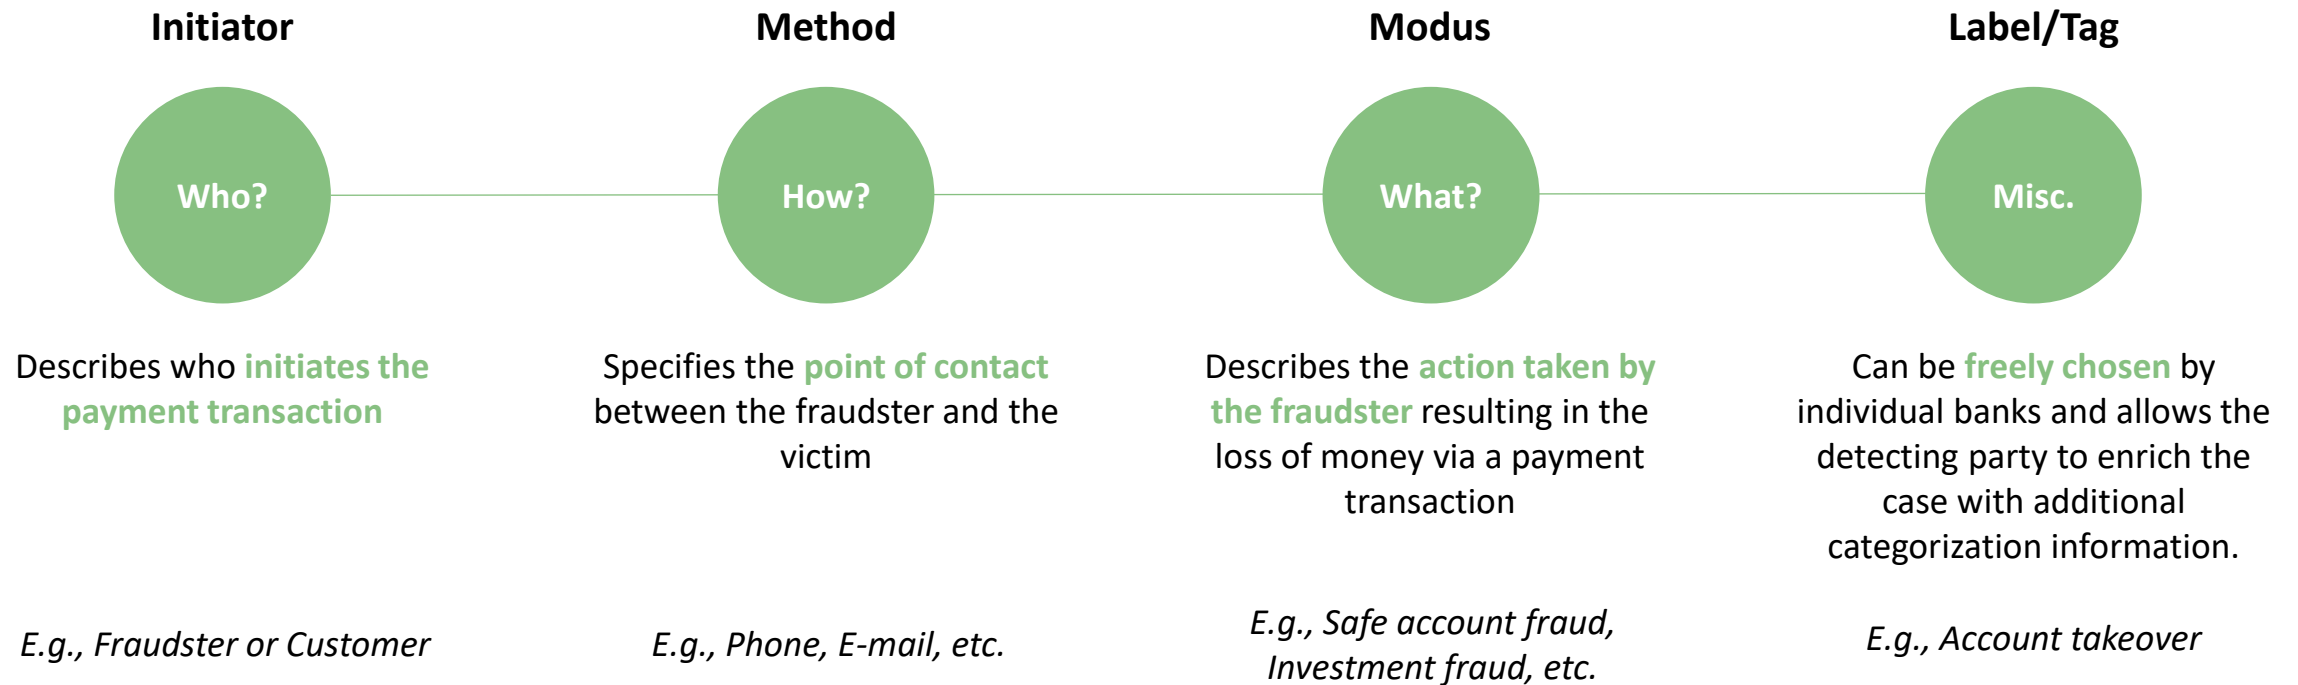 Initiator
Method
Modus
Label/Tag
Who?
How?
What?
Misc.
Describes who initiates the
payment transaction
Specifies the point of contact
between the fraudster and the
victim
Describes the action taken by
the fraudster resulting in the
loss of money via a payment
transaction
Can be freely chosen by
individual banks and allows the
detecting party to enrich the
case with additional
categorization information.
E.g., Fraudster or Customer
E.g., Phone, E-mail, etc.
E.g., Safe account fraud,
Investment fraud, etc.
E.g., Account takeover